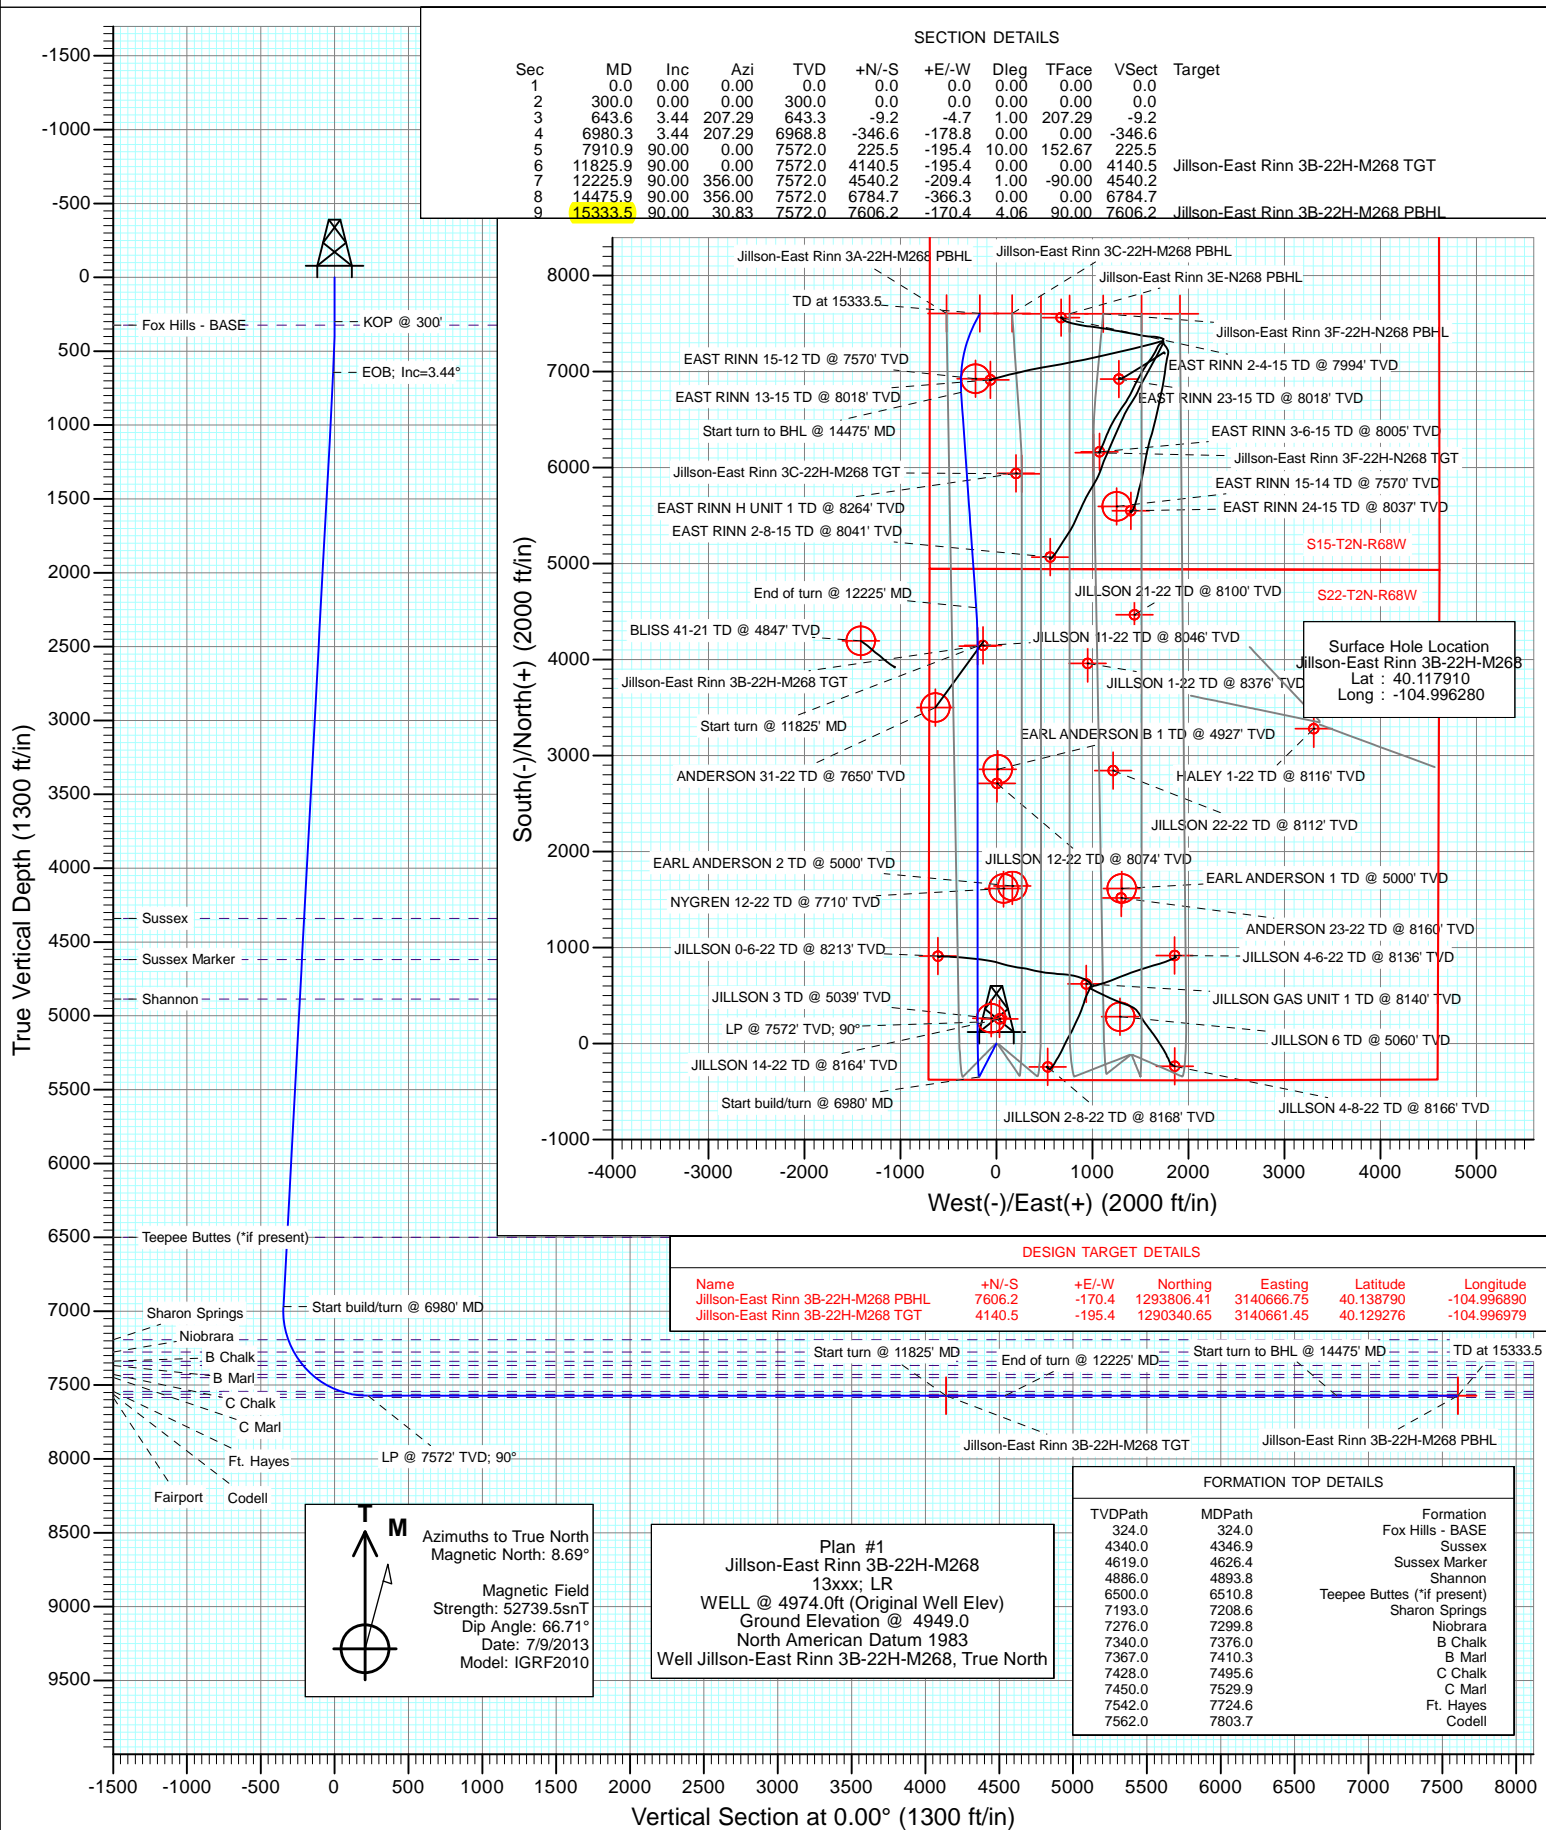 SECTION DETAILS
Sec MD Inc Azi TVD +N/-S +E/-W Dleg TFace VSect Target
1 0.0 0.00 0.00 0.0 0.0 0.0 0.00 0.00 0.0
2 300.0 0.00 0.00 300.0 0.0 0.0 0.00 0.00 0.0
3 643.6 3.44 207.29 643.3 -9.2 -4.7 1.00 207.29 -9.2
4 6980.3 3.44 207.29 6968.8 -346.6 -178.8 0.00 0.00 -346.6
5 7910.9 90.00 0.00 7572.0 225.5 -195.4 10.00 152.67 225.5
6 11825.9 90.00 0.00 7572.0 4140.5 -195.4 0.00 0.00 4140.5 Jillson-East Rinn 3B-22H-M268 TGT
7 12225.9 90.00 356.00 7572.0 4540.2 -209.4 1.00 -90.00 4540.2
8 14475.9 90.00 356.00 7572.0 6784.7 -366.3 0.00 0.00 6784.7
9 15333.5 90.00 30.83 7572.0 7606.2 -170.4 4.06 90.00 7606.2 Jillson-East Rinn 3B-22H-M268 PBHL
True Vertical Depth (1300 ft/in)
-1500
-1000
-500
0
500
1000
1500
2000
2500
3000
3500
4000
4500
5000
5500
6000
6500
7000
7500
8000
8500
9000
9500
Fox Hills - BASE
KOP @ 300'
EOB; Inc=3.44°
Sussex
Sussex Marker
Shannon
Teepee Buttes (*if present)
Start build/turn @ 6980' MD
Sharon Springs
Niobrara
B Chalk
B Marl
C Chalk
C Marl
Ft. Hayes
Fairport
Codell
LP @ 7572' TVD; 90°
Start turn @ 11825' MD
End of turn @ 12225' MD
Start turn to BHL @ 14475' MD
TD at 15333.5
Jillson-East Rinn 3B-22H-M268 TGT
Jillson-East Rinn 3B-22H-M268 PBHL
-1500 -1000 -500 0 500 1000 1500 2000 2500 3000 3500 4000 4500 5000 5500 6000 6500 7000 7500 8000
Vertical Section at 0.00° (1300 ft/in)
South(-)/North(+) (2000 ft/in)
8000
7000
6000
5000
4000
3000
2000
1000
0
-1000
-4000 -3000 -2000 -1000 0 1000 2000 3000 4000 5000
West(-)/East(+) (2000 ft/in)
Jillson-East Rinn 3A-22H-M268 PBHL
Jillson-East Rinn 3C-22H-M268 PBHL
Jillson-East Rinn 3E-N268 PBHL
TD at 15333.5
Jillson-East Rinn 3F-22H-N268 PBHL
EAST RINN 15-12 TD @ 7570' TVD
EAST RINN 2-4-15 TD @ 7994' TVD
EAST RINN 13-15 TD @ 8018' TVD
EAST RINN 23-15 TD @ 8018' TVD
Start turn to BHL @ 14475' MD
EAST RINN 3-6-15 TD @ 8005' TVD
Jillson-East Rinn 3F-22H-N268 TGT
Jillson-East Rinn 3C-22H-M268 TGT
EAST RINN 15-14 TD @ 7570' TVD
EAST RINN H UNIT 1 TD @ 8264' TVD
EAST RINN 24-15 TD @ 8037' TVD
EAST RINN 2-8-15 TD @ 8041' TVD
S15-T2N-R68W
End of turn @ 12225' MD
JILLSON 21-22 TD @ 8100' TVD
S22-T2N-R68W
BLISS 41-21 TD @ 4847' TVD
JILLSON 11-22 TD @ 8046' TVD
Jillson-East Rinn 3B-22H-M268 TGT
JILLSON 1-22 TD @ 8376' TVD
Surface Hole Location
Jillson-East Rinn 3B-22H-M268
Lat : 40.117910
Long : -104.996280
Start turn @ 11825' MD
EARL ANDERSON B 1 TD @ 4927' TVD
ANDERSON 31-22 TD @ 7650' TVD
HALEY 1-22 TD @ 8116' TVD
JILLSON 22-22 TD @ 8112' TVD
EARL ANDERSON 2 TD @ 5000' TVD
JILLSON 12-22 TD @ 8074' TVD
EARL ANDERSON 1 TD @ 5000' TVD
NYGREN 12-22 TD @ 7710' TVD
ANDERSON 23-22 TD @ 8160' TVD
JILLSON 0-6-22 TD @ 8213' TVD
JILLSON 4-6-22 TD @ 8136' TVD
JILLSON 3 TD @ 5039' TVD
JILLSON GAS UNIT 1 TD @ 8140' TVD
LP @ 7572' TVD; 90°
JILLSON 6 TD @ 5060' TVD
JILLSON 14-22 TD @ 8164' TVD
Start build/turn @ 6980' MD
JILLSON 2-8-22 TD @ 8168' TVD
JILLSON 4-8-22 TD @ 8166' TVD
DESIGN TARGET DETAILS
Name +N/-S +E/-W Northing Easting Latitude Longitude
Jillson-East Rinn 3B-22H-M268 PBHL 7606.2 -170.4 1293806.41 3140666.75 40.138790 -104.996890
Jillson-East Rinn 3B-22H-M268 TGT 4140.5 -195.4 1290340.65 3140661.45 40.129276 -104.996979
T
M
Azimuths to True North
Magnetic North: 8.69°
Magnetic Field
Strength: 52739.5snT
Dip Angle: 66.71°
Date: 7/9/2013
Model: IGRF2010
Plan #1
Jillson-East Rinn 3B-22H-M268
13xxx; LR
WELL @ 4974.0ft (Original Well Elev)
Ground Elevation @ 4949.0
North American Datum 1983
Well Jillson-East Rinn 3B-22H-M268, True North
FORMATION TOP DETAILS
TVDPath MDPath Formation
324.0 324.0 Fox Hills - BASE
4340.0 4346.9 Sussex
4619.0 4626.4 Sussex Marker
4886.0 4893.8 Shannon
6500.0 6510.8 Teepee Buttes (*if present)
7193.0 7208.6 Sharon Springs
7276.0 7299.8 Niobrara
7340.0 7376.0 B Chalk
7367.0 7410.3 B Marl
7428.0 7495.6 C Chalk
7450.0 7529.9 C Marl
7542.0 7724.6 Ft. Hayes
7562.0 7803.7 Codell